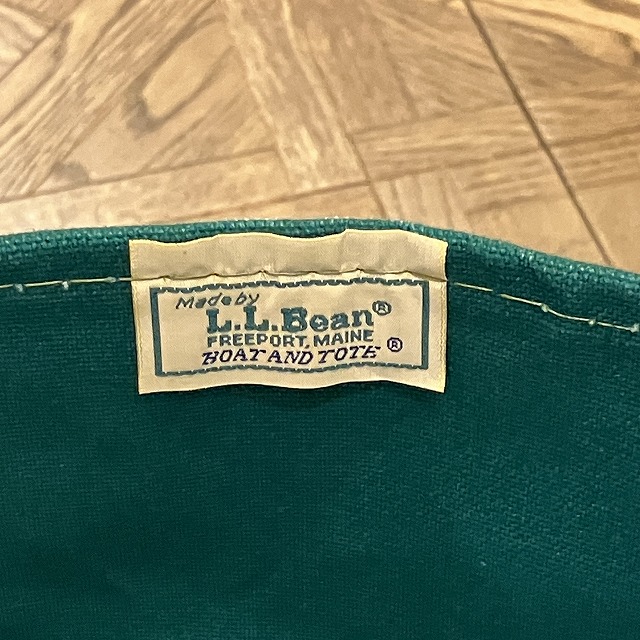 Made by
L.L.Bean®
FREEPORT, MAINE
BOAT AND TOTE ®